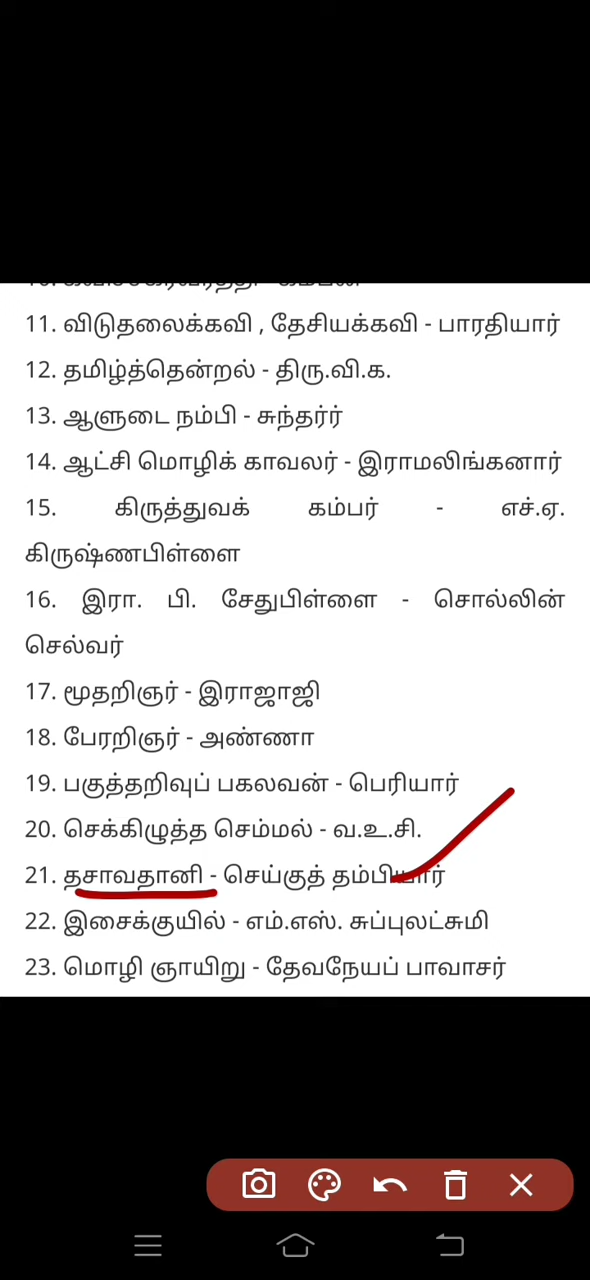 11. விடுதலைக்கவி , தேசியக்கவி - பாரதியார்
12. தமிழ்த்தென்றல் - திரு.வி.க.
13. ஆளுடை நம்பி - சுந்தர்ர்
14. ஆட்சி மொழிக் காவலர் - இராமலிங்கனார்
15. கிருத்துவக் கம்பர் - எச்.ஏ.
கிருஷ்ணபிள்ளை
16. இரா. பி. சேதுபிள்ளை - சொல்லின்
செல்வர்
17. மூதறிஞர் - இராஜாஜி
18. பேரறிஞர் - அண்ணா
19. பகுத்தறிவுப் பகலவன் - பெரியார்
20. செக்கிழுத்த செம்மல் - வ.உ.சி.
21. தசாவதானி - செய்குத் தம்பியார்
22. இசைக்குயில் - எம்.எஸ். சுப்புலட்சுமி
23. மொழி ஞாயிறு - தேவநேயப் பாவாசர்